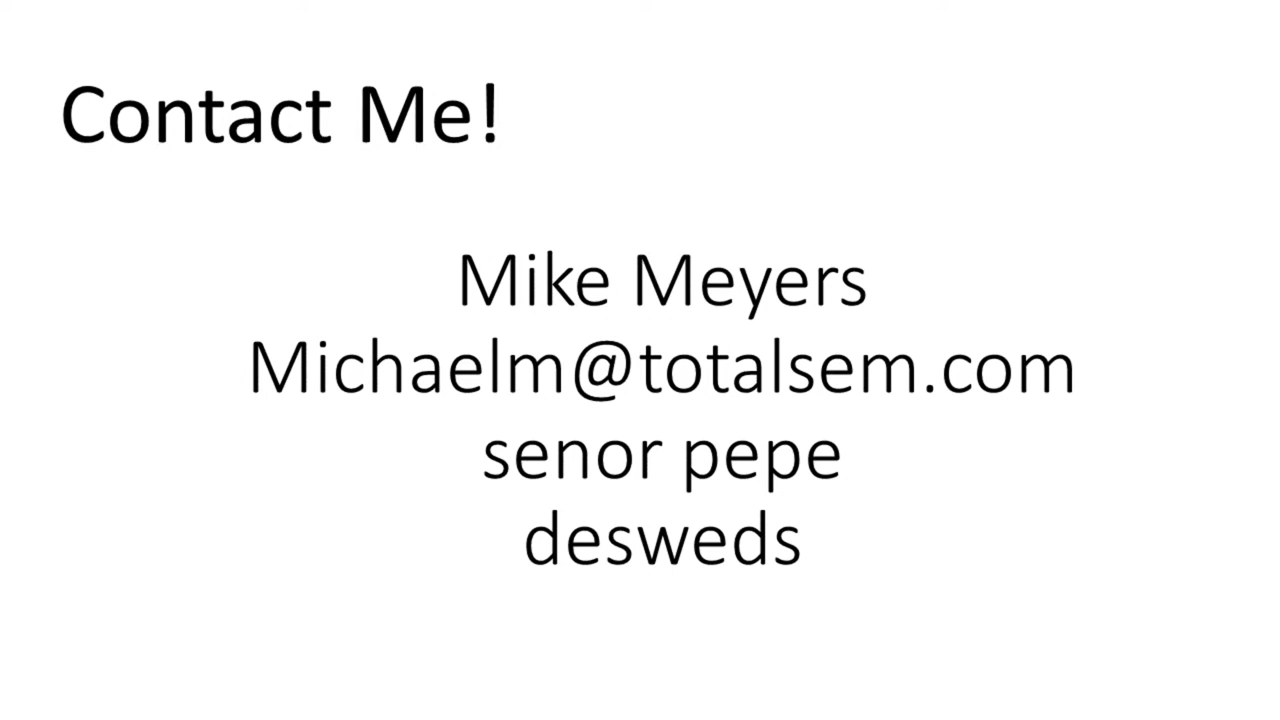 Contact Me!
Mike Meyers
Michaelm@totalsem.com
senor pepe
desweds